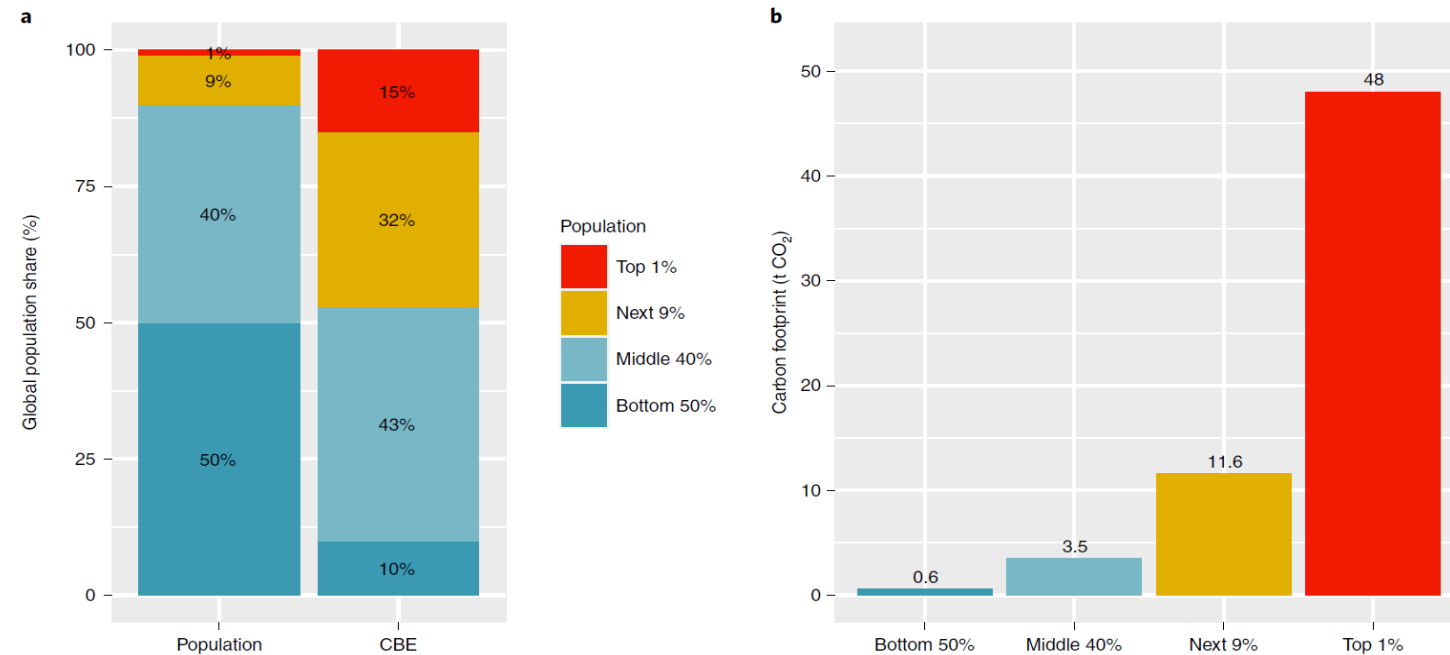 a
Global population share (%)
100
75
50
25
0
1%
9%
40%
50%
15%
32%
43%
10%
Population
CBE
Population
Top 1%
Next 9%
Middle 40%
Bottom 50%
b
Carbon footprint (t CO₂)
50
40
30
20
10
0
0.6
3.5
11.6
48
Bottom 50%
Middle 40%
Next 9%
Top 1%